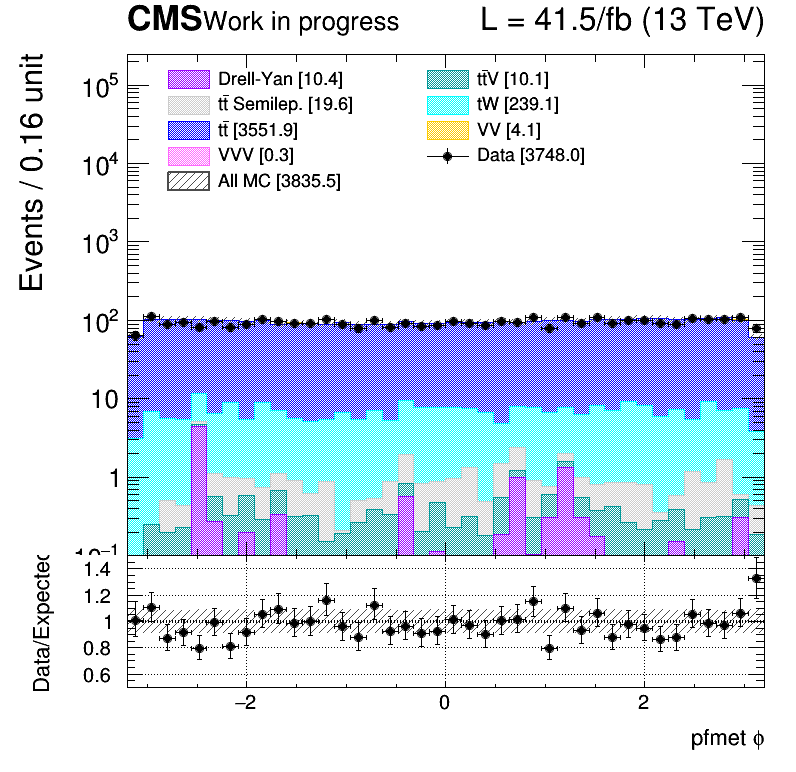 CMS Work in progress L = 41.5/fb (13 TeV)
Events / 0.16 unit
Drell-Yan [10.4]
tt̄ Semilep. [19.6]
tt̄ [3551.9]
VVV [0.3]
All MC [3835.5]
tt̄V [10.1]
tW [239.1]
VV [4.1]
Data [3748.0]
10⁵
10⁴
10³
10²
10
1
10⁻¹
Data/Expected
1.4
1.2
1
0.8
0.6
−2 0 2
pfmet ϕ